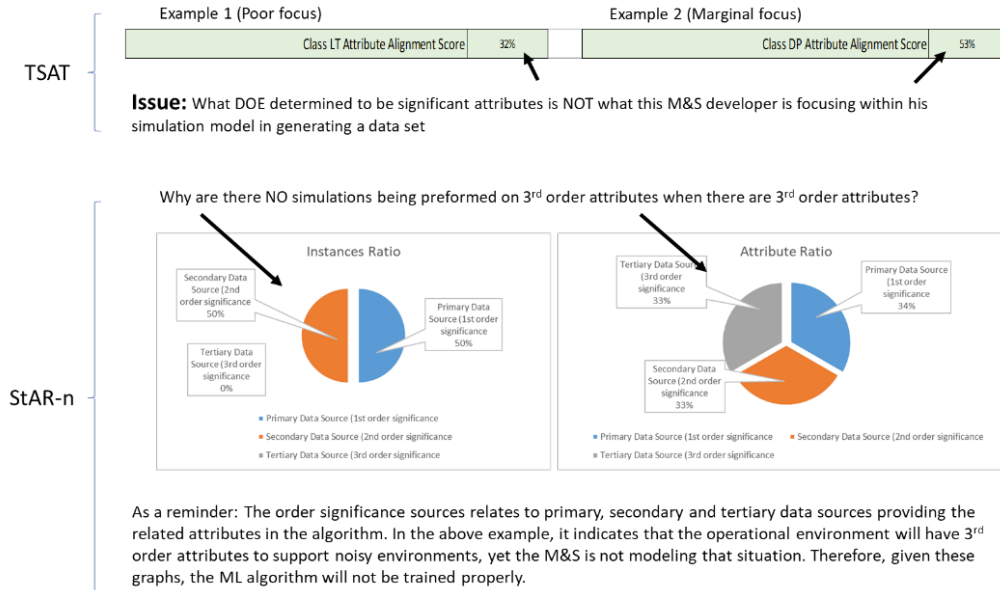 Example 1 (Poor focus)
Example 2 (Marginal focus)
Class LT Attribute Alignment Score 32%
Class DP Attribute Alignment Score 53%
TSAT
Issue: What DOE determined to be significant attributes is NOT what this M&S developer is focusing within his
simulation model in generating a data set
Why are there NO simulations being preformed on 3rd order attributes when there are 3rd order attributes?
StAR-n
Instances Ratio
Secondary Data
Source (2nd
order significance
50%
Primary Data
Source (1st order
significance
50%
Tertiary Data
Source (3rd order
significance
0%
Primary Data Source (1st order significance
Secondary Data Source (2nd order significance
Tertiary Data Source (3rd order significance
Attribute Ratio
Tertiary Data Source
(3rd order
significance
33%
Primary Data Source
(1st order
significance
34%
Secondary Data
Source (2nd order
significance
33%
Primary Data Source (1st order significance
Secondary Data Source (2nd order significance
Tertiary Data Source (3rd order significance
As a reminder: The order significance sources relates to primary, secondary and tertiary data sources providing the
related attributes in the algorithm. In the above example, it indicates that the operational environment will have 3rd
order attributes to support noisy environments, yet the M&S is not modeling that situation. Therefore, given these
graphs, the ML algorithm will not be trained properly.